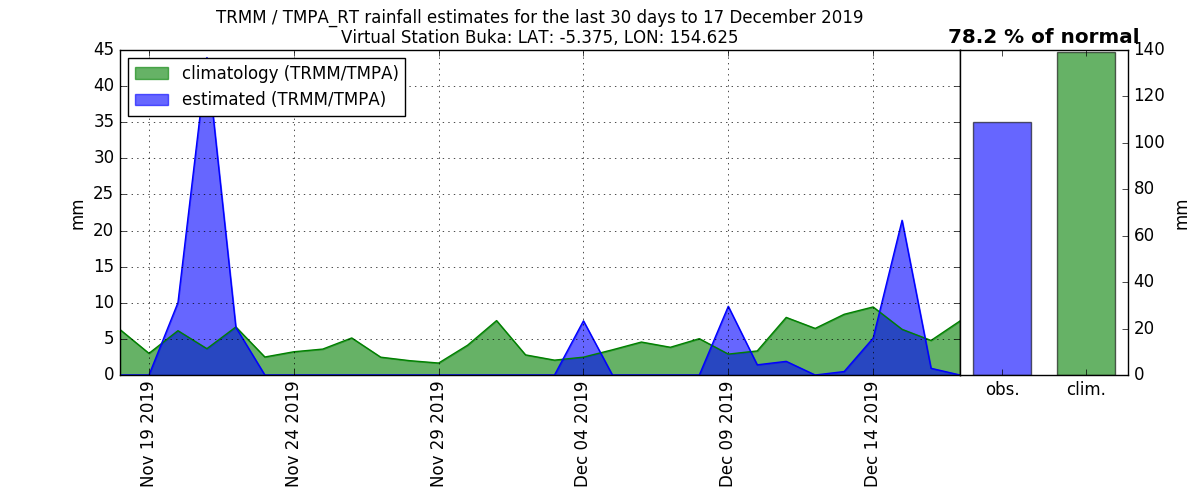 TRMM / TMPA_RT rainfall estimates for the last 30 days to 17 December 2019
Virtual Station Buka: LAT: -5.375, LON: 154.625
78.2 % of normal
climatology (TRMM/TMPA)
estimated (TRMM/TMPA)
45
40
35
30
25
20
15
10
5
0
mm
Nov 19 2019
Nov 24 2019
Nov 29 2019
Dec 04 2019
Dec 09 2019
Dec 14 2019
obs.
clim.
140
120
100
80
60
40
20
0
mm